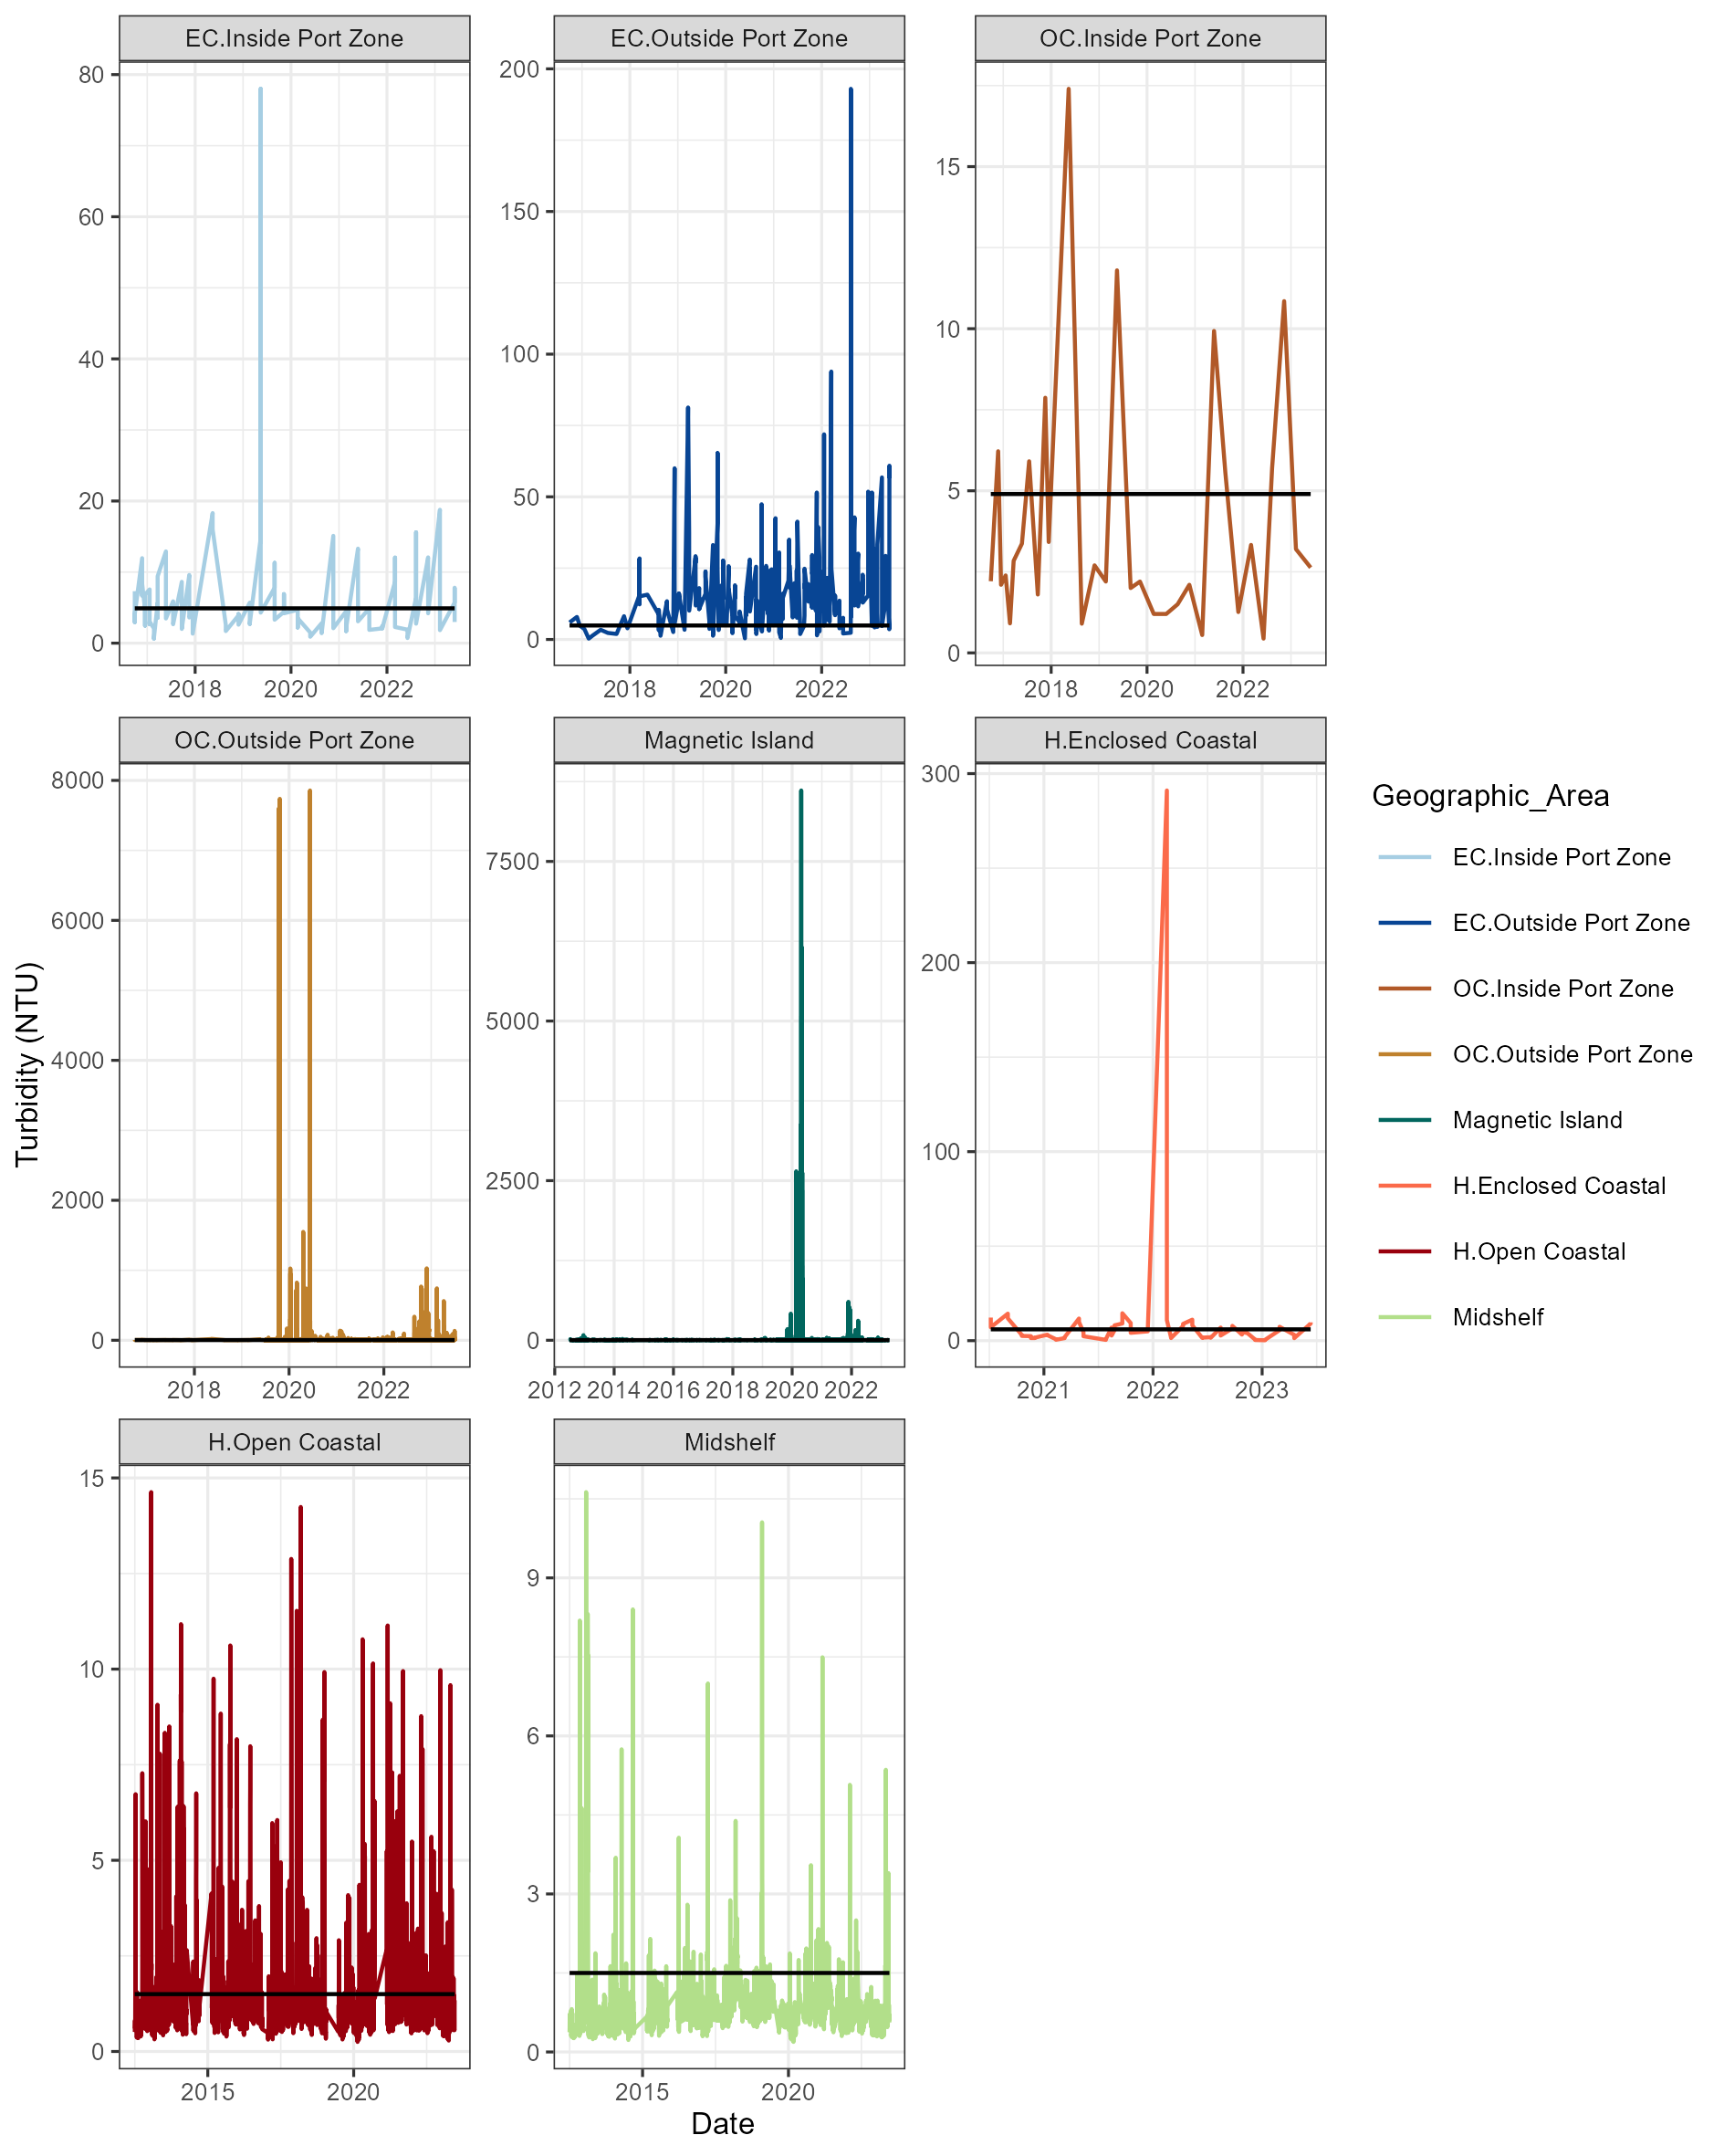 EC.Inside Port Zone
EC.Outside Port Zone
OC.Inside Port Zone
80
60
40
20
0
2018 2020 2022
200
150
100
50
0
2018 2020 2022
15
10
5
0
2018 2020 2022
OC.Outside Port Zone
Magnetic Island
H.Enclosed Coastal
8000
6000
4000
2000
0
2018 2020 2022
7500
5000
2500
0
2012 2014 2016 2018 2020 2022
300
200
100
0
2021 2022 2023
H.Open Coastal
Midshelf
15
10
5
0
2015 2020
9
6
3
0
2015 2020
Turbidity (NTU)
Date
Geographic_Area
EC.Inside Port Zone
EC.Outside Port Zone
OC.Inside Port Zone
OC.Outside Port Zone
Magnetic Island
H.Enclosed Coastal
H.Open Coastal
Midshelf